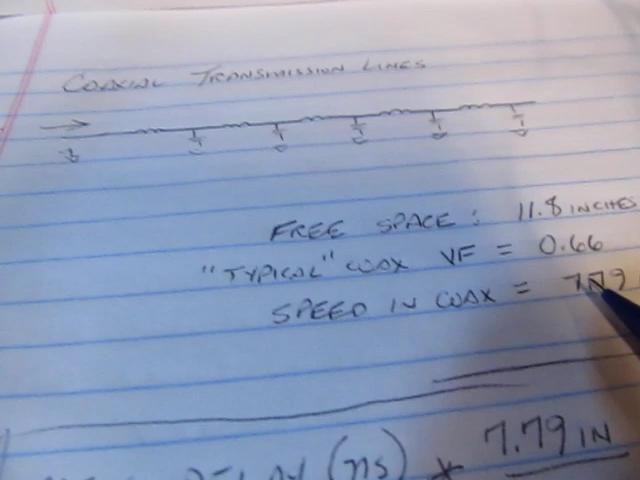 COAXIAL TRANSMISSION LINES
FREE SPACE : 11.8 INCHES
"TYPICAL" COAX VF = 0.66
SPEED IN COAX = 7.79
(ns) * 7.79 IN